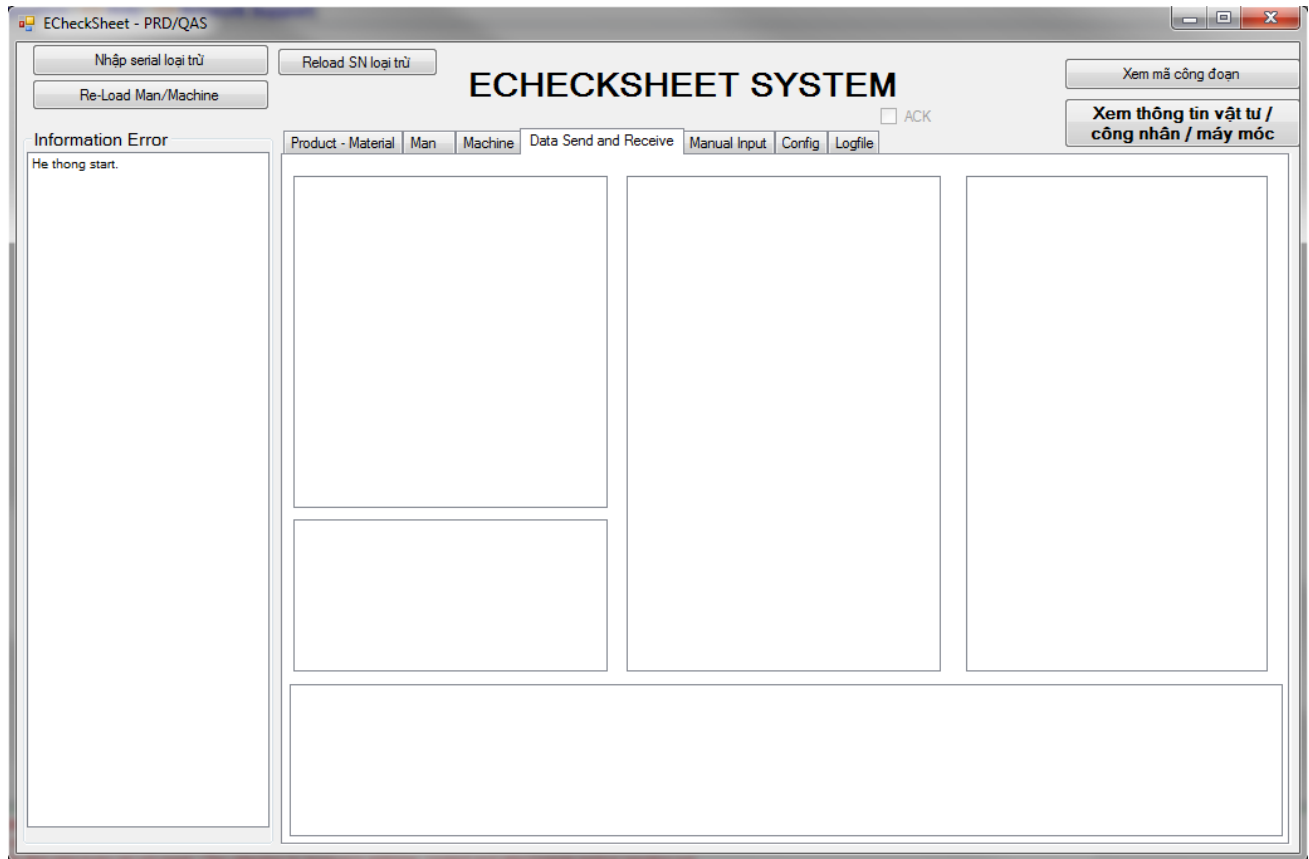 ECheckSheet - PRD/QAS
Nhập serial loại trừ
Reload SN loại trừ
Re-Load Man/Machine
ECHECKSHEET SYSTEM
ACK
Xem mã công đoạn
Xem thông tin vật tư /
công nhân / máy móc
Information Error
He thong start.
Product - Material
Man
Machine
Data Send and Receive
Manual Input
Config
Logfile